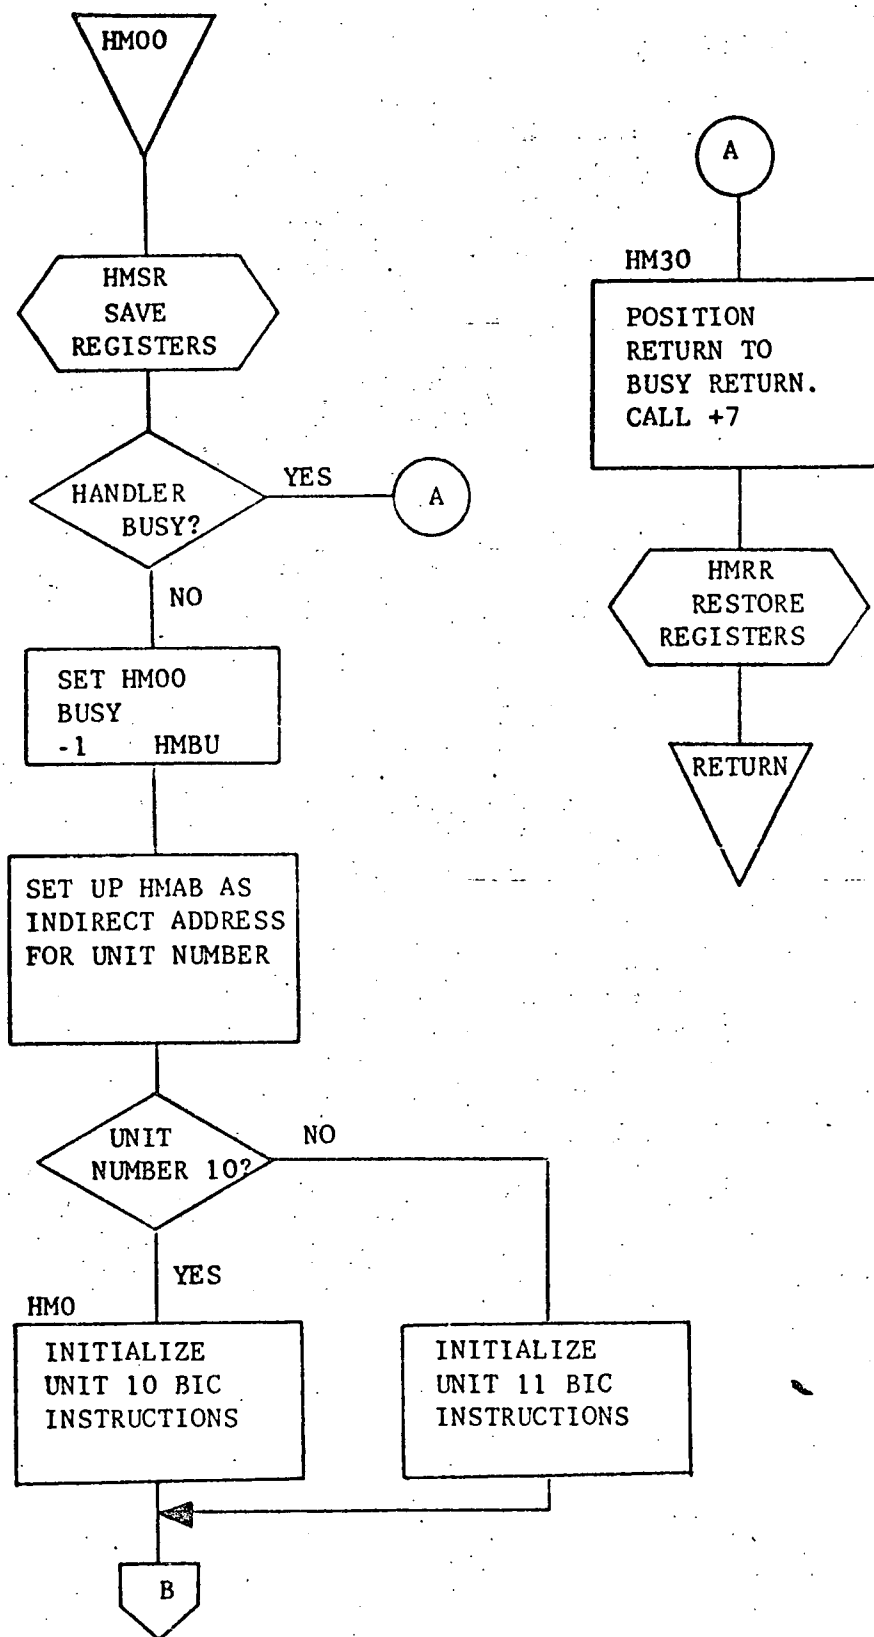 HM00
HMSR
SAVE
REGISTERS
HANDLER
BUSY?
YES
A
NO
SET HM00
BUSY
-1 HMBU
SET UP HMAB AS
INDIRECT ADDRESS
FOR UNIT NUMBER
UNIT
NUMBER 10?
NO
YES
HM0
INITIALIZE
UNIT 10 BIC
INSTRUCTIONS
INITIALIZE
UNIT 11 BIC
INSTRUCTIONS
B
A
HM30
POSITION
RETURN TO
BUSY RETURN.
CALL +7
HMRR
RESTORE
REGISTERS
RETURN